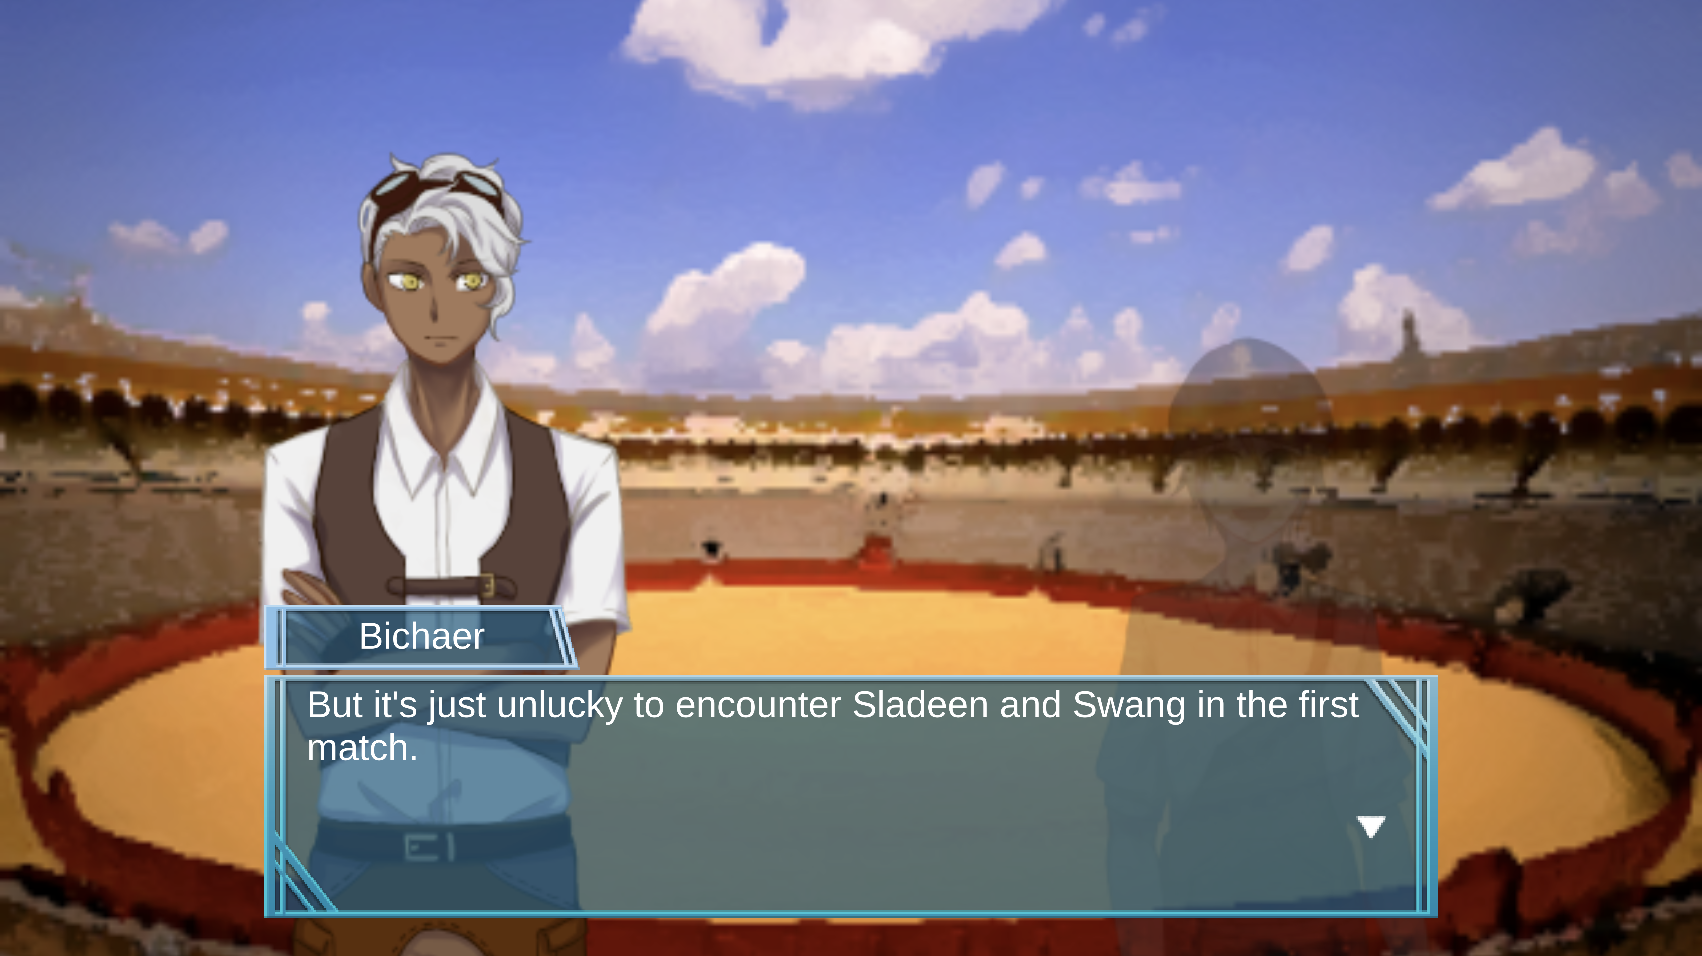 Bichaer
But it's just unlucky to encounter Sladeen and Swang in the first
match.